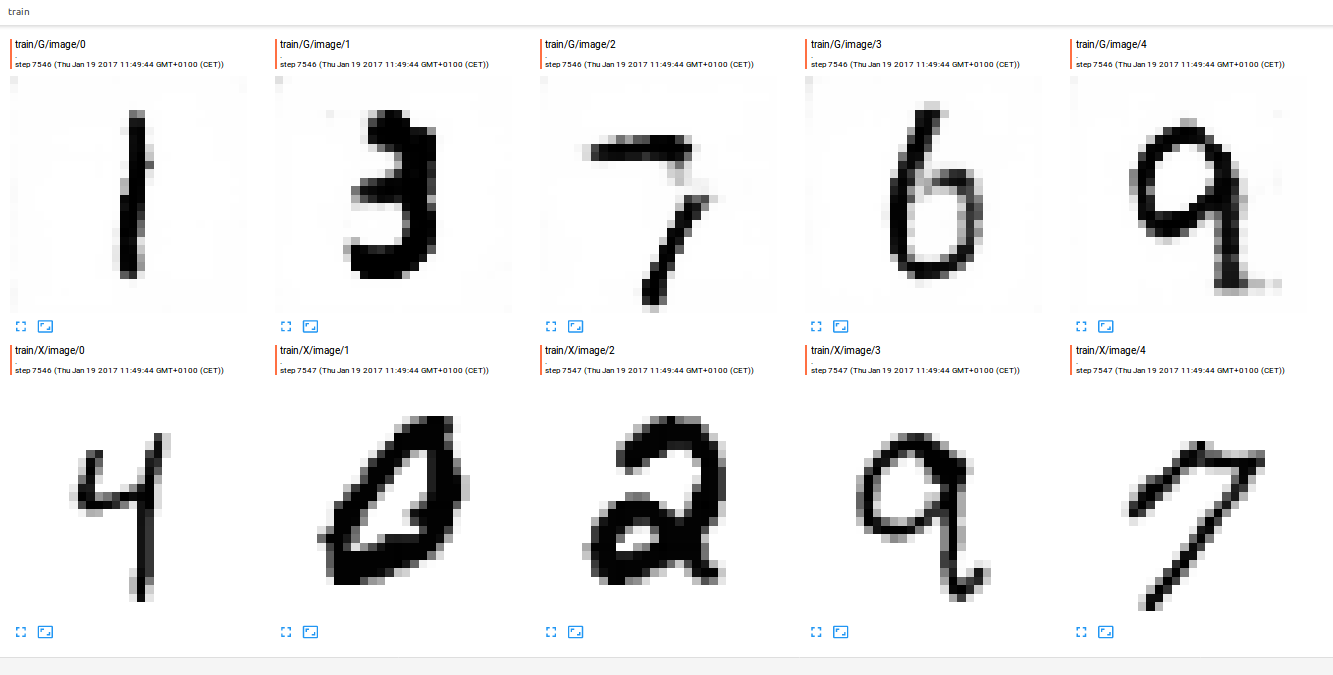 train
train/G/image/0 train/G/image/1 train/G/image/2 train/G/image/3 train/G/image/4
step 7546 (Thu Jan 19 2017 11:49:44 GMT+0100 (CET)) step 7546 (Thu Jan 19 2017 11:49:44 GMT+0100 (CET)) step 7546 (Thu Jan 19 2017 11:49:44 GMT+0100 (CET)) step 7546 (Thu Jan 19 2017 11:49:44 GMT+0100 (CET)) step 7546 (Thu Jan 19 2017 11:49:44 GMT+0100 (CET))
1 3 7 6 9
train/X/image/0 train/X/image/1 train/X/image/2 train/X/image/3 train/X/image/4
step 7546 (Thu Jan 19 2017 11:49:44 GMT+0100 (CET)) step 7547 (Thu Jan 19 2017 11:49:44 GMT+0100 (CET)) step 7547 (Thu Jan 19 2017 11:49:44 GMT+0100 (CET)) step 7547 (Thu Jan 19 2017 11:49:44 GMT+0100 (CET)) step 7547 (Thu Jan 19 2017 11:49:44 GMT+0100 (CET))
4 0 2 9 7